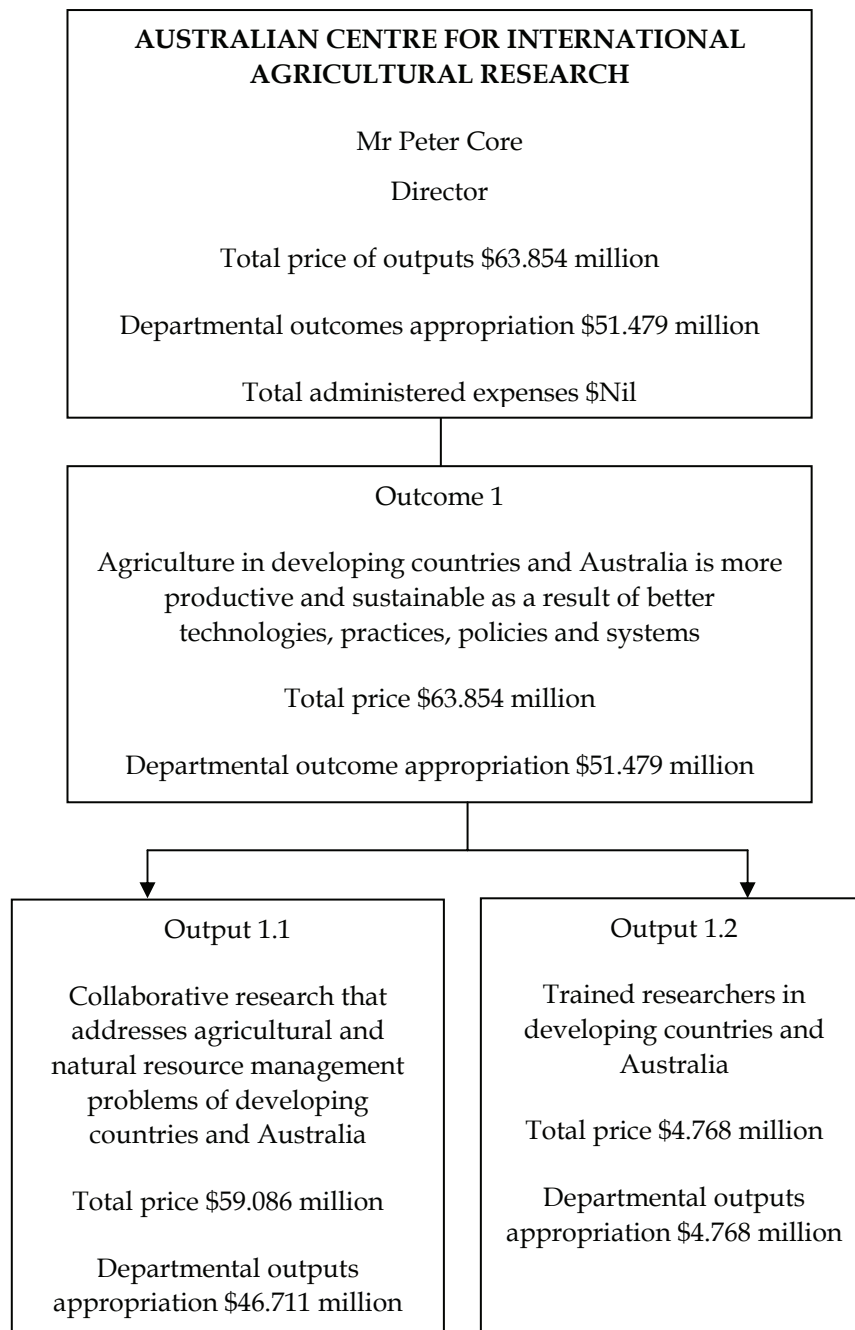 AUSTRALIAN CENTRE FOR INTERNATIONAL
AGRICULTURAL RESEARCH
Mr Peter Core
Director
Total price of outputs $63.854 million
Departmental outcomes appropriation $51.479 million
Total administered expenses $Nil
Outcome 1
Agriculture in developing countries and Australia is more
productive and sustainable as a result of better
technologies, practices, policies and systems
Total price $63.854 million
Departmental outcome appropriation $51.479 million
Output 1.1
Collaborative research that
addresses agricultural and
natural resource management
problems of developing
countries and Australia
Total price $59.086 million
Departmental outputs
appropriation $46.711 million
Output 1.2
Trained researchers in
developing countries and
Australia
Total price $4.768 million
Departmental outputs
appropriation $4.768 million